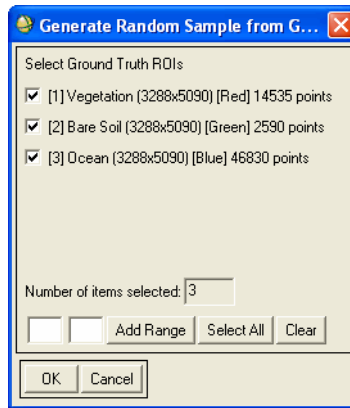 Generate Random Sample from G...
Select Ground Truth ROIs
[1] Vegetation (3288x5090) [Red] 14535 points
[2] Bare Soil (3288x5090) [Green] 2590 points
[3] Ocean (3288x5090) [Blue] 46830 points
Number of items selected: 3
Add Range Select All Clear
OK Cancel